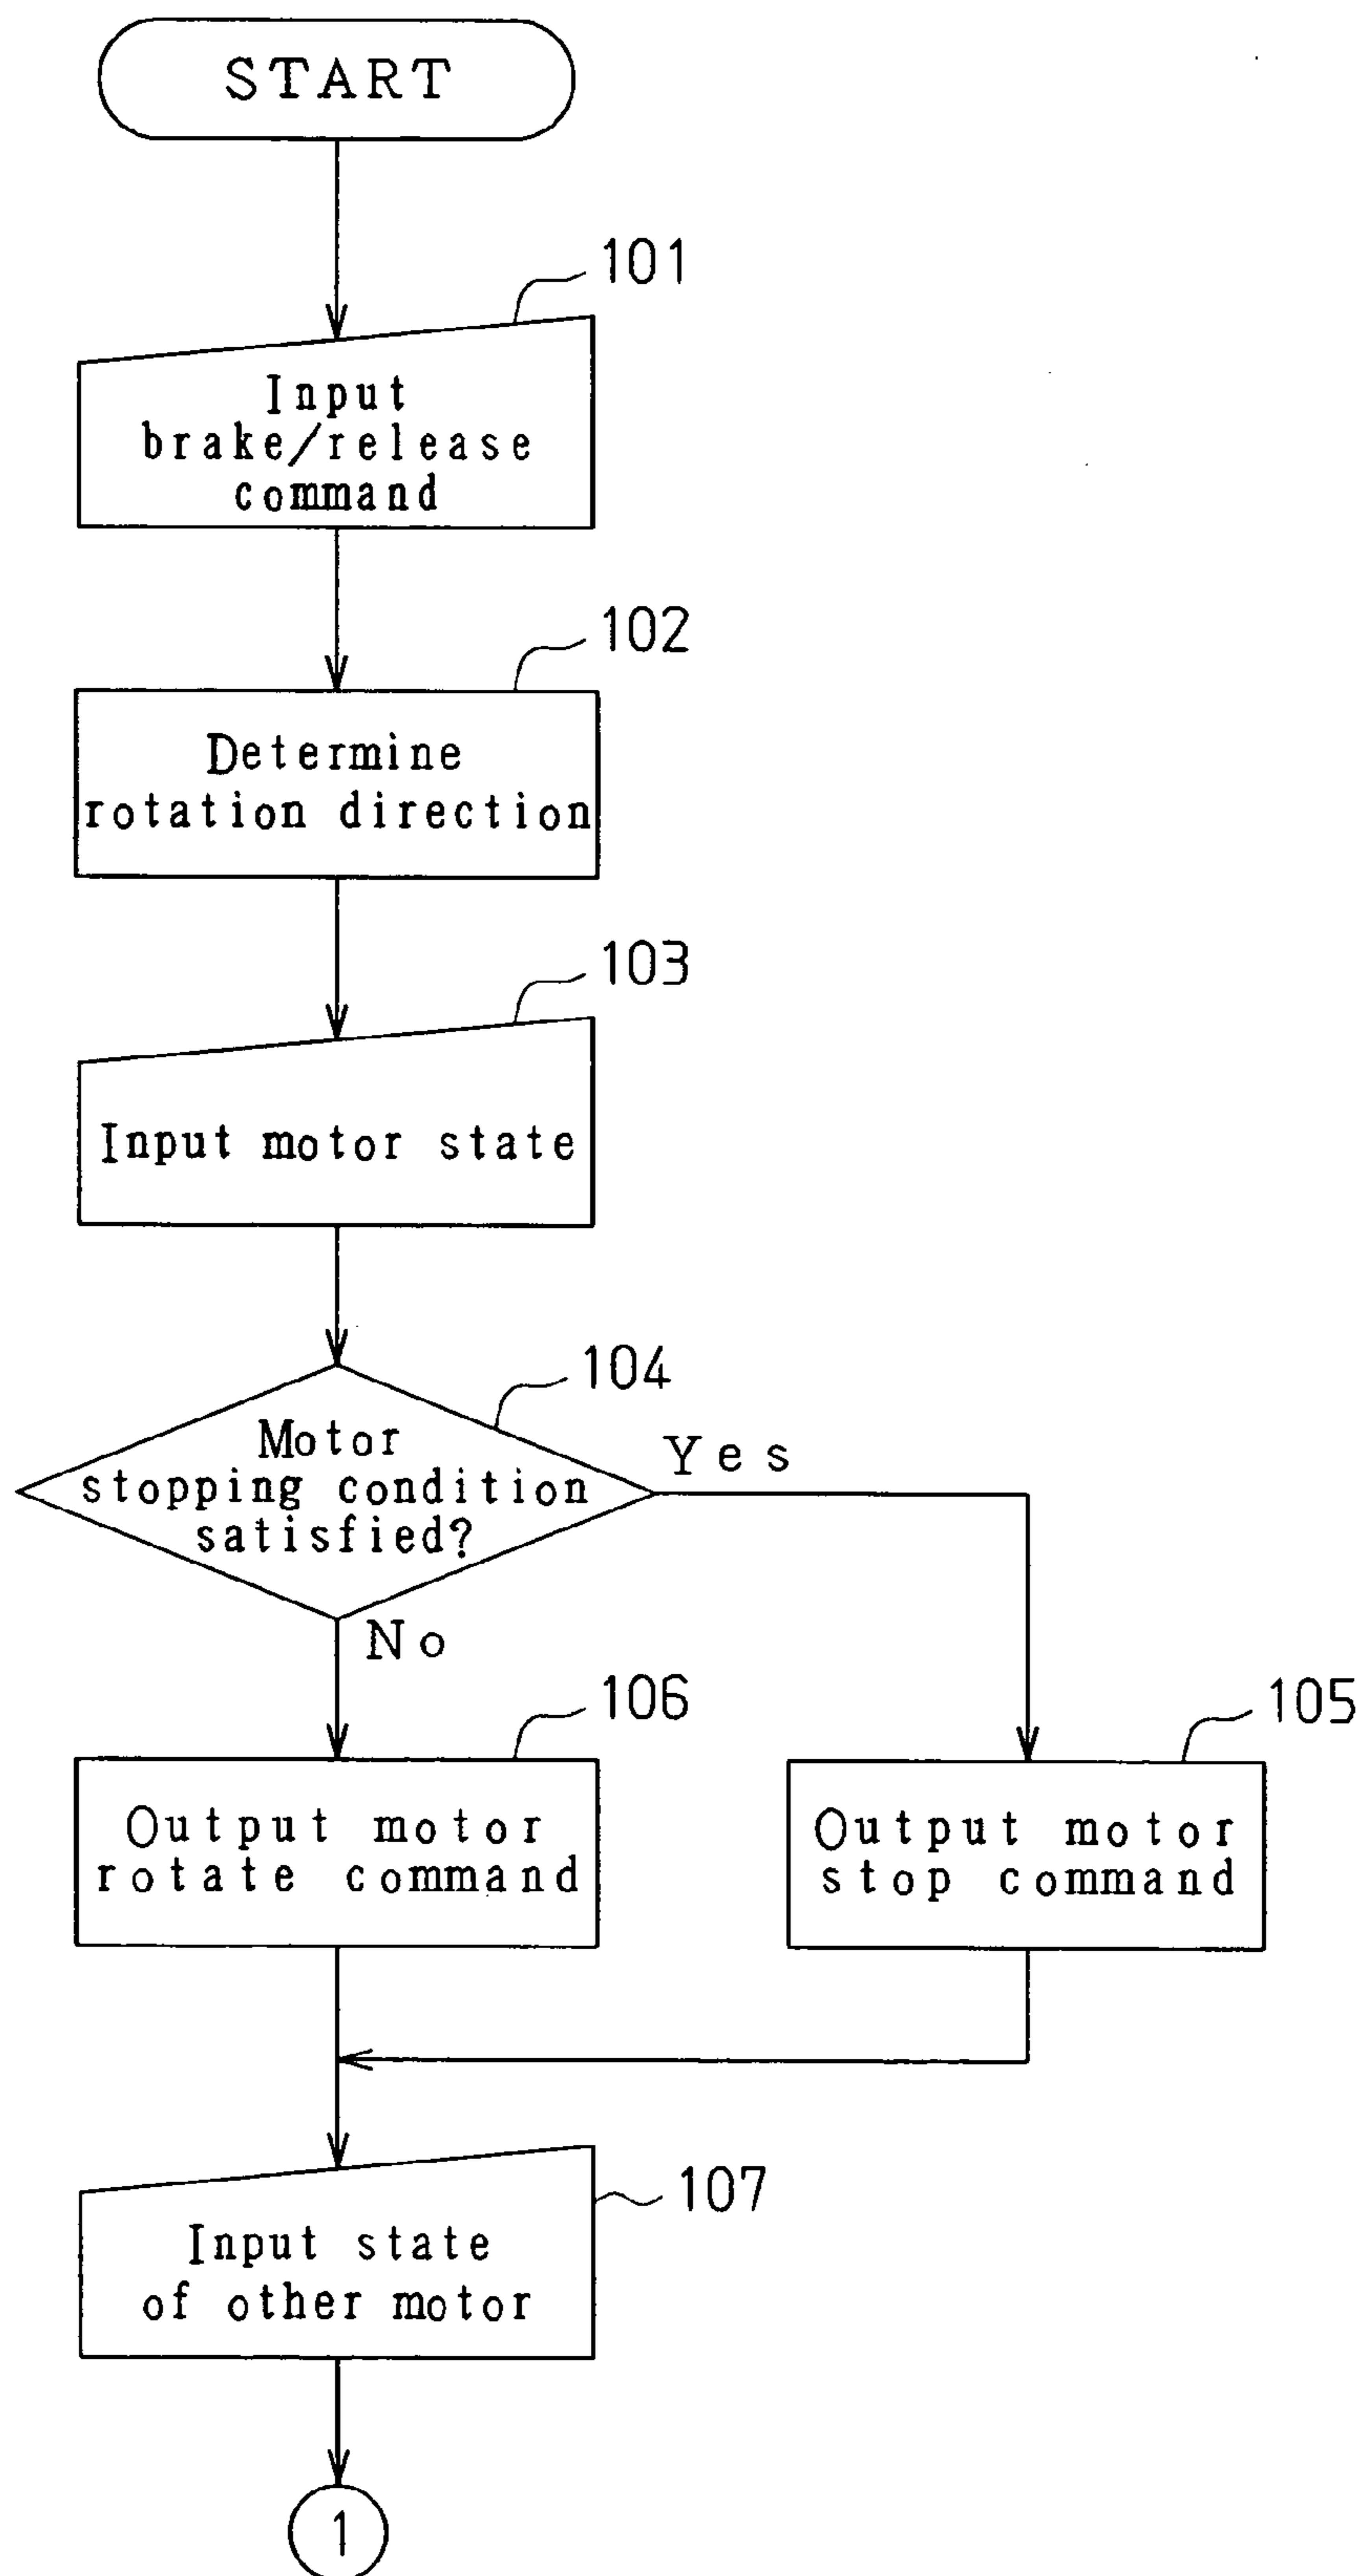 START
101
Input
brake/release
command
102
Determine
rotation direction
103
Input motor state
104
Motor
stopping condition
satisfied?
Yes
No
106
Output motor
rotate command
105
Output motor
stop command
107
Input state
of other motor
1